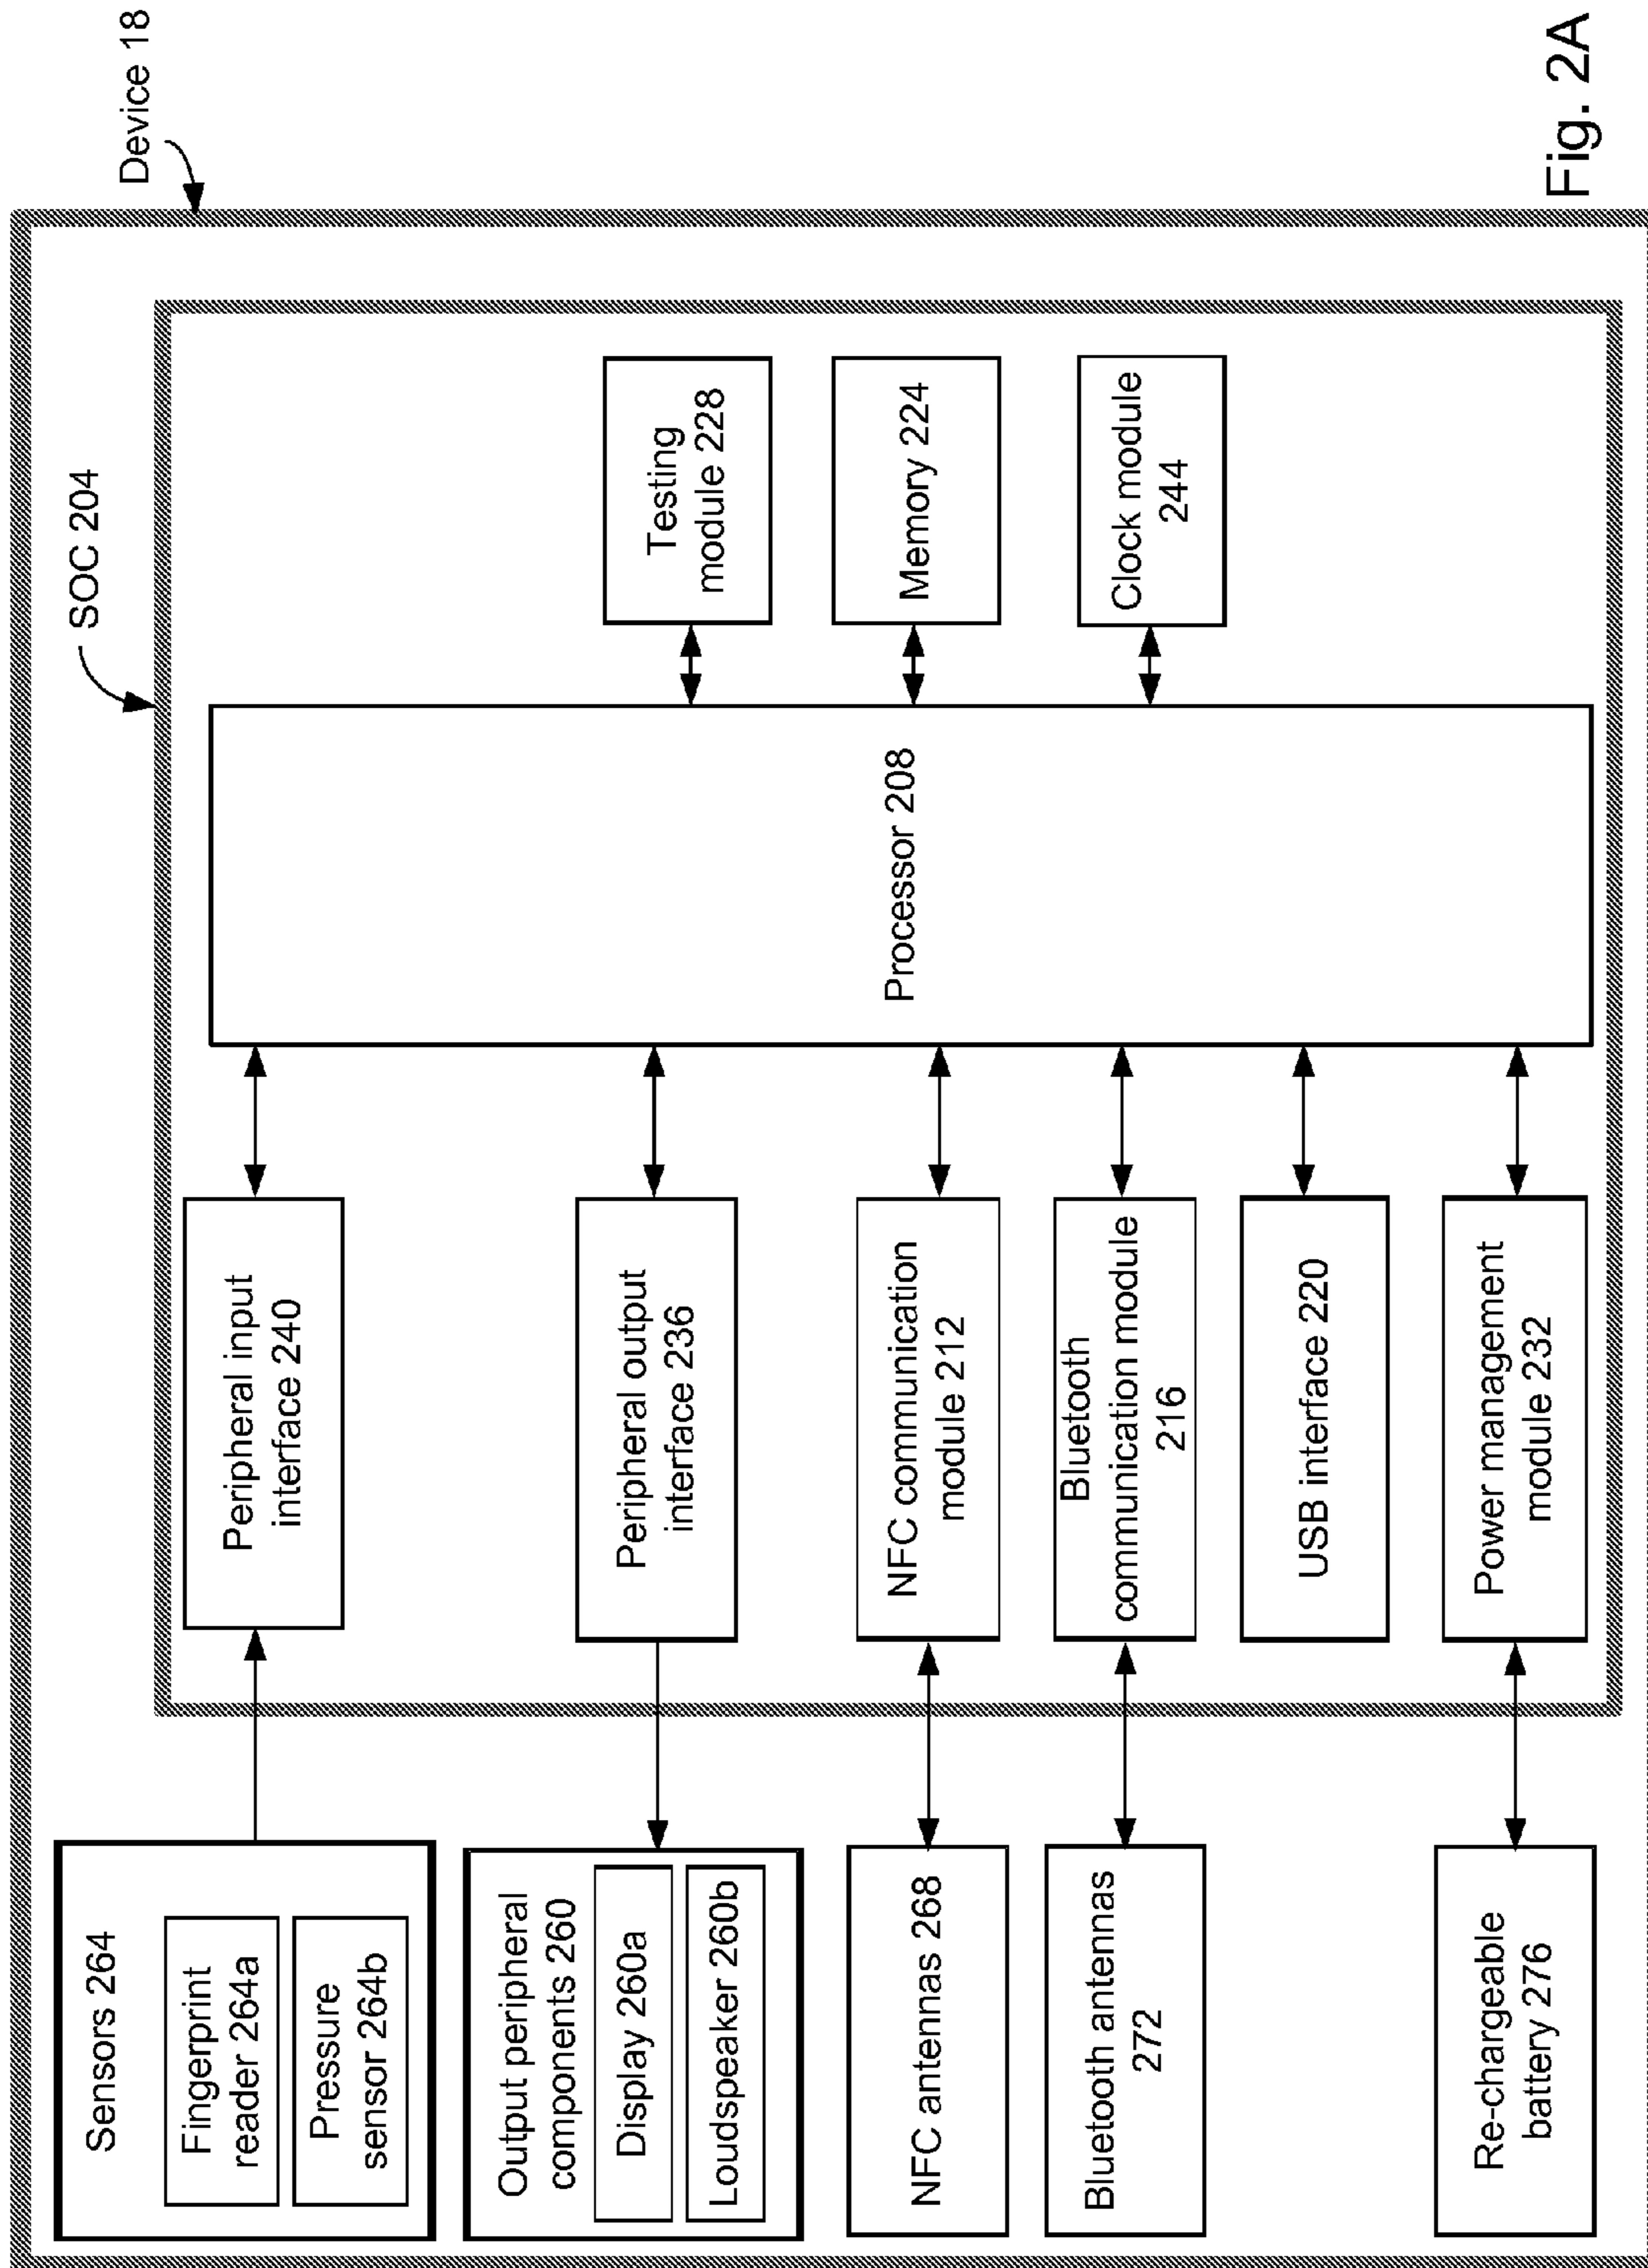 Device 18
SOC 204
Sensors 264
Fingerprint
reader 264a
Pressure
sensor 264b
Output peripheral
components 260
Display 260a
Loudspeaker 260b
NFC antennas 268
Bluetooth antennas
272
Re-chargeable
battery 276
Peripheral input
interface 240
Peripheral output
interface 236
NFC communication
module 212
Bluetooth
communication module
216
USB interface 220
Power management
module 232
Processor 208
Testing
module 228
Memory 224
Clock module
244
Fig. 2A